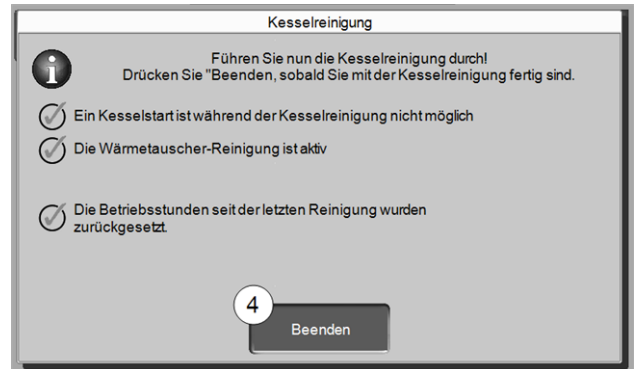 Kesselreinigung
Führen Sie nun die Kesselreinigung durch!
Drücken Sie "Beenden, sobald Sie mit der Kesselreinigung fertig sind.
Ein Kesselstart ist während der Kesselreinigung nicht möglich
Die Wärmetauscher-Reinigung ist aktiv
Die Betriebsstunden seit der letzten Reinigung wurden
zurückgesetzt.
4
Beenden